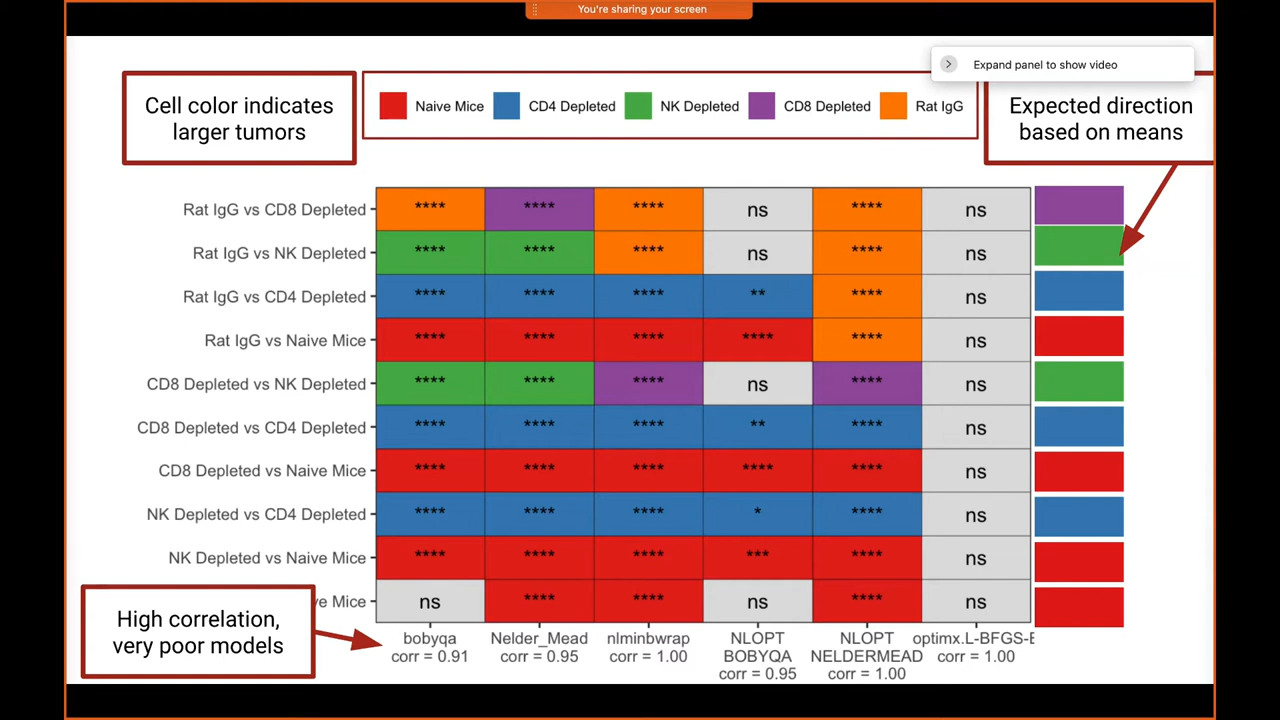 You're sharing your screen
Expand panel to show video
Cell color indicates
larger tumors
Naive Mice CD4 Depleted NK Depleted CD8 Depleted Rat IgG
Expected direction
based on means
Rat IgG vs CD8 Depleted **** **** **** ns **** ns
Rat IgG vs NK Depleted **** **** **** ns **** ns
Rat IgG vs CD4 Depleted **** **** **** ** **** ns
Rat IgG vs Naive Mice **** **** **** **** **** ns
CD8 Depleted vs NK Depleted **** **** **** ns **** ns
CD8 Depleted vs CD4 Depleted **** **** **** ** **** ns
CD8 Depleted vs Naive Mice **** **** **** **** **** ns
NK Depleted vs CD4 Depleted **** **** **** * **** ns
NK Depleted vs Naive Mice **** **** **** *** **** ns
Mice ns **** **** ns **** ns
High correlation,
very poor models
bobyqa
corr = 0.91
Nelder_Mead
corr = 0.95
nlminbwrap
corr = 1.00
NLOPT
BOBYQA
corr = 0.95
NLOPT
NELDERMEAD
corr = 1.00
optimx.L-BFGS-
corr = 1.00